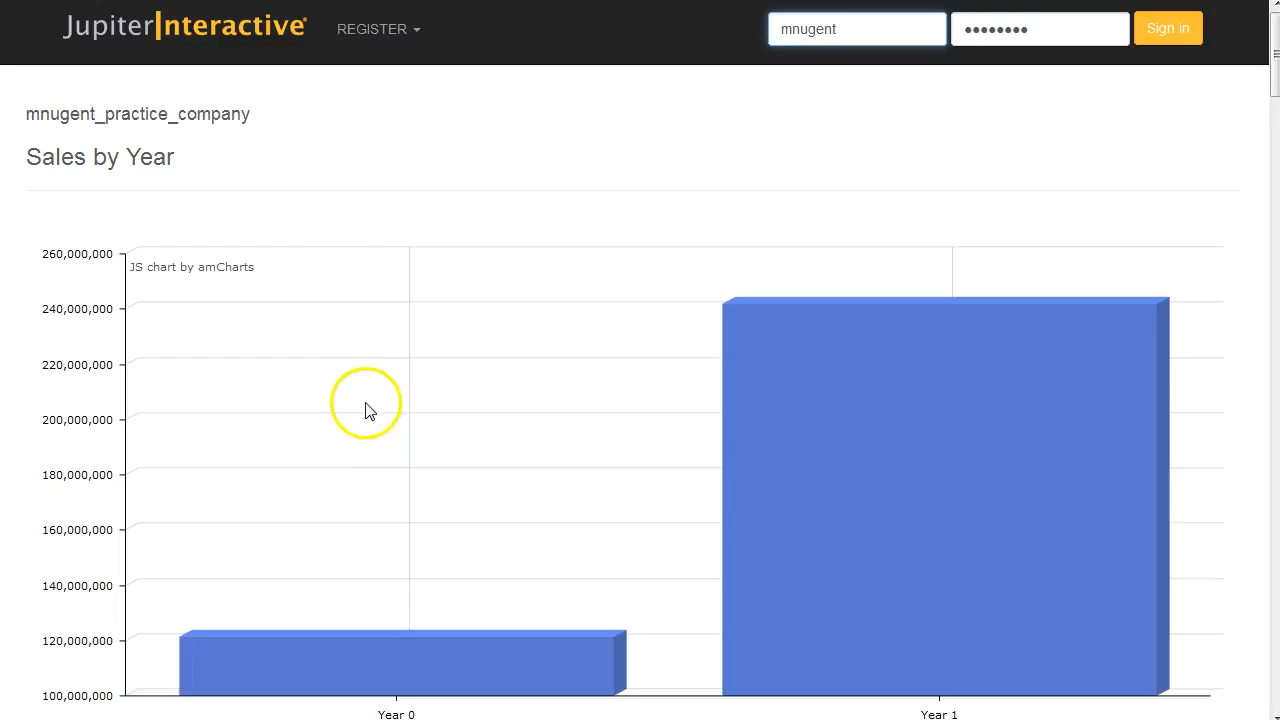 Jupiter|Interactive®
REGISTER
mnugent
Sign in
mnugent_practice_company
Sales by Year
JS chart by amCharts
260,000,000
240,000,000
220,000,000
200,000,000
180,000,000
160,000,000
140,000,000
120,000,000
100,000,000
Year 0
Year 1